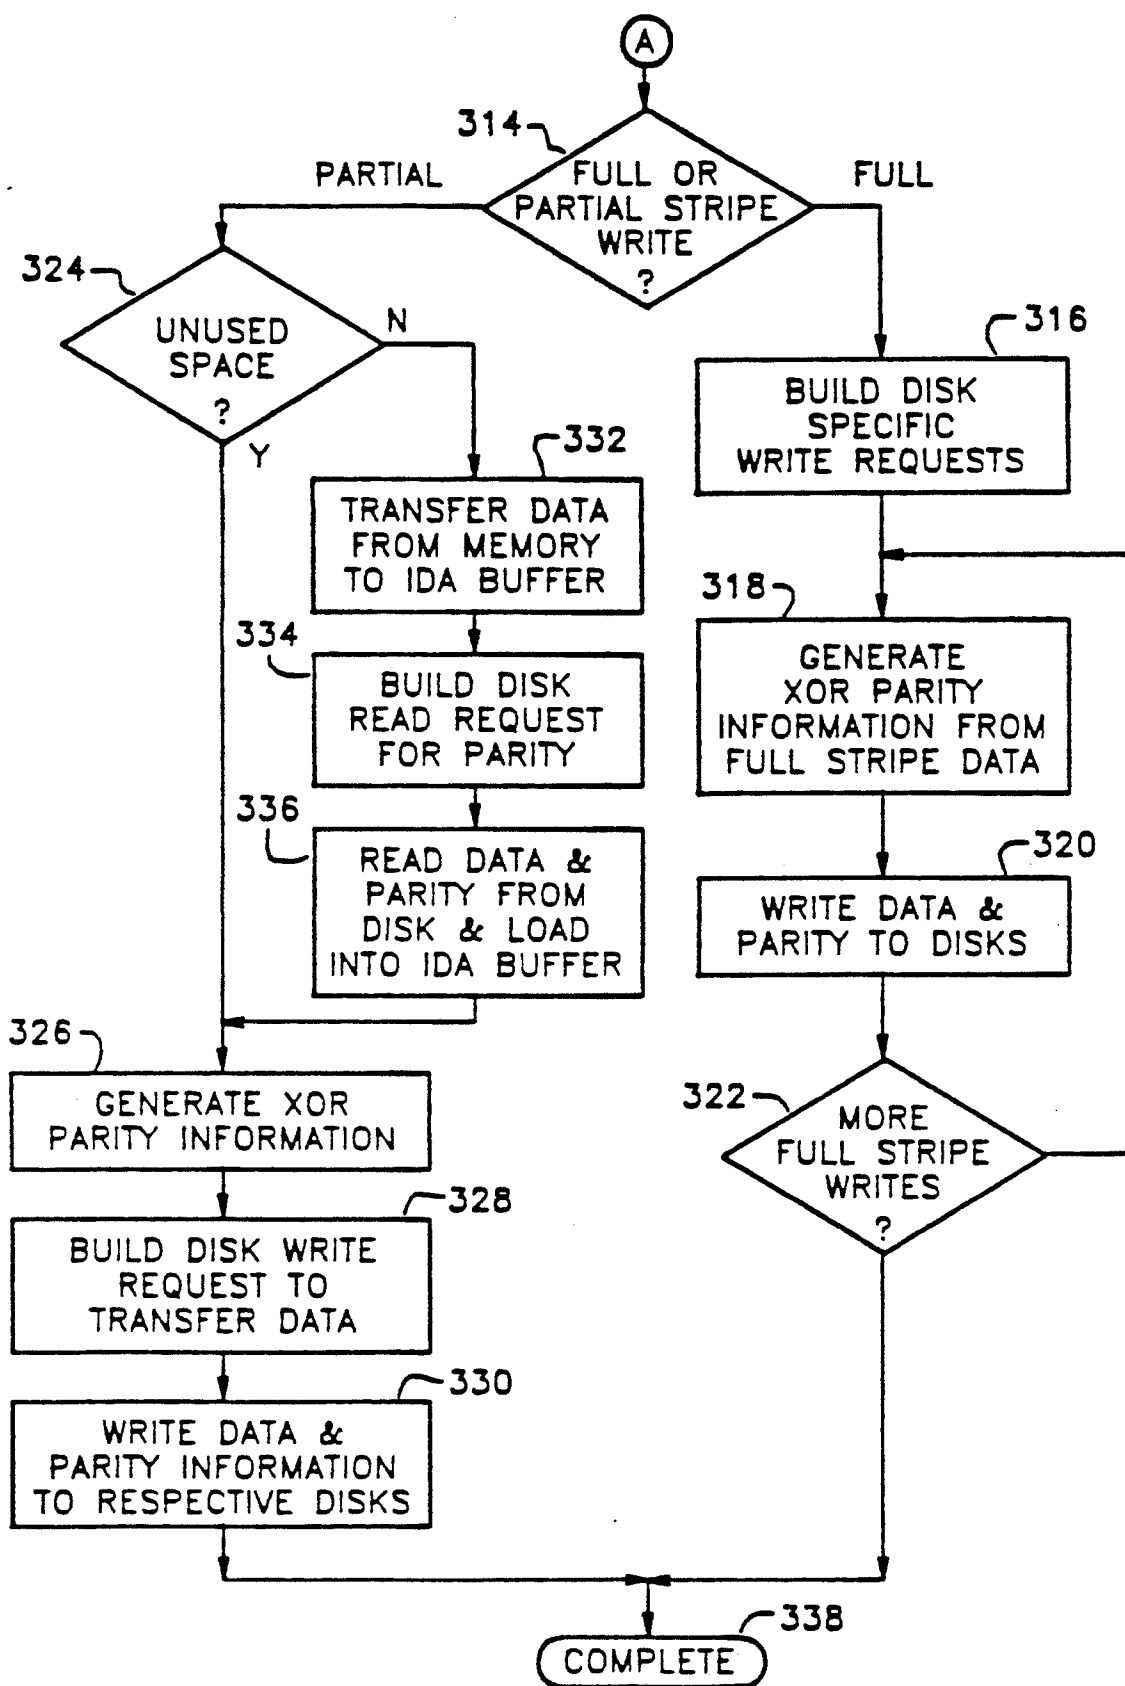 A
314
FULL OR
PARTIAL STRIPE
WRITE
?
PARTIAL
FULL
324
UNUSED
SPACE
?
N
Y
332
TRANSFER DATA
FROM MEMORY
TO IDA BUFFER
334
BUILD DISK
READ REQUEST
FOR PARITY
336
READ DATA &
PARITY FROM
DISK & LOAD
INTO IDA BUFFER
326
GENERATE XOR
PARITY INFORMATION
328
BUILD DISK WRITE
REQUEST TO
TRANSFER DATA
330
WRITE DATA &
PARITY INFORMATION
TO RESPECTIVE DISKS
316
BUILD DISK
SPECIFIC
WRITE REQUESTS
318
GENERATE
XOR PARITY
INFORMATION FROM
FULL STRIPE DATA
320
WRITE DATA &
PARITY TO DISKS
322
MORE
FULL STRIPE
WRITES
?
338
COMPLETE